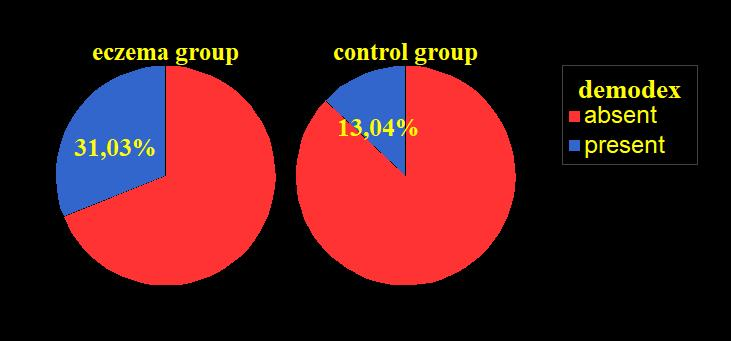 eczema group
control group
31,03%
13,04%
demodex
absent
present